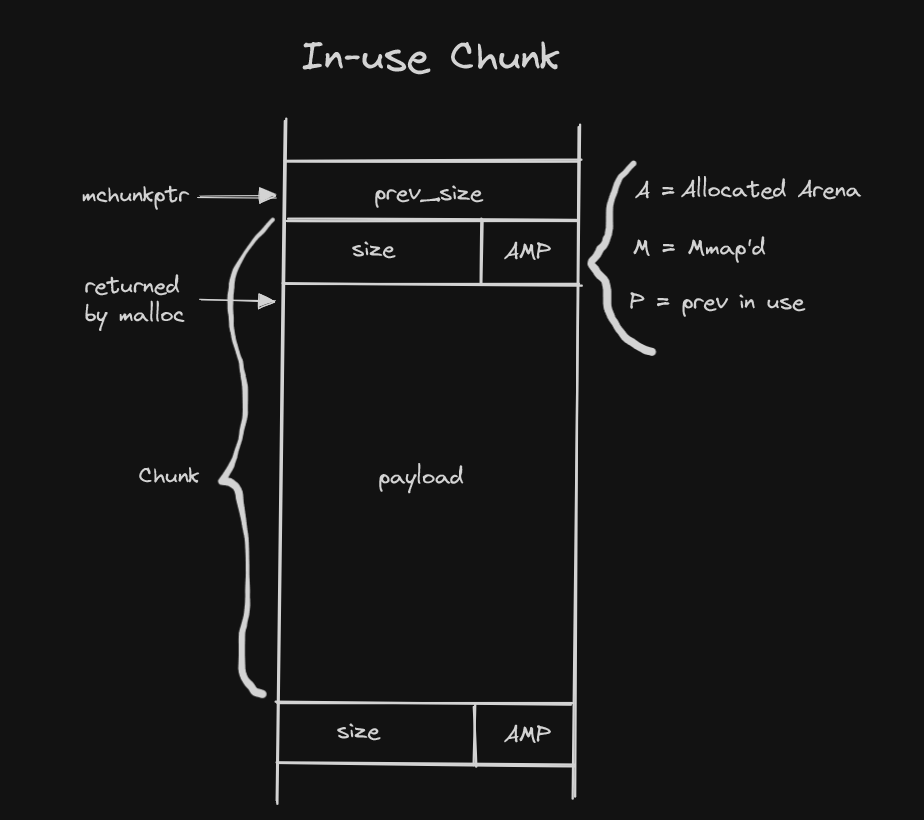 In-use Chunk
mchunkptr
prev_size
A = Allocated Arena
size
AMP
M = Mmap'd
returned
by malloc
P = prev in use
Chunk
payload
size
AMP